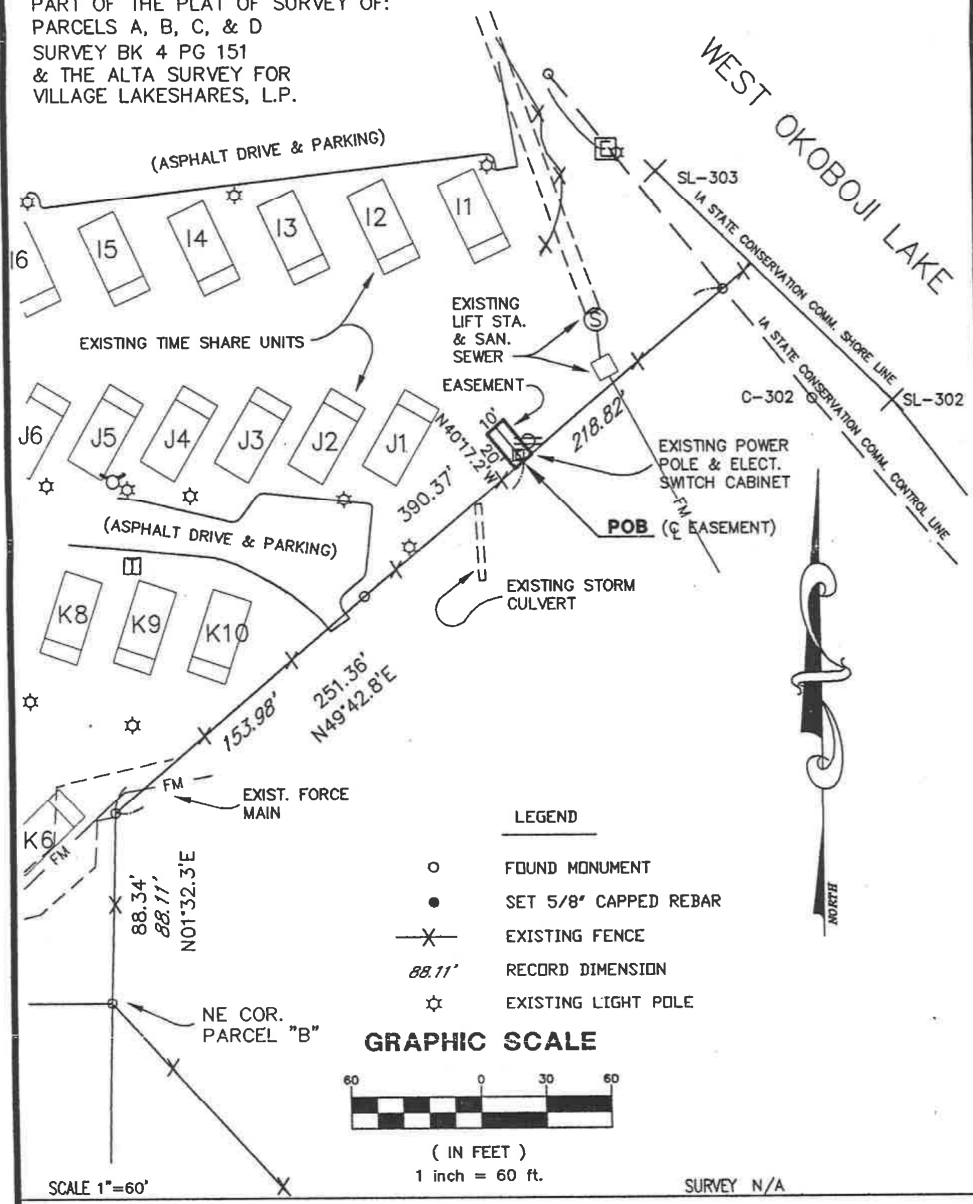 PART OF THE PLAT OF SURVEY OF:
PARCELS A, B, C, & D
SURVEY BK 4 PG 151
& THE ALTA SURVEY FOR
VILLAGE LAKESHARES, L.P.
WEST OKOBOJI LAKE
(ASPHALT DRIVE & PARKING)
E
SL-303
IA STATE CONSERVATION COMM. SHORE LINE
IA STATE CONSERVATION COMM. CONTROL LINE
I6
I5
I4
I3
I2
I1
EXISTING TIME SHARE UNITS
EXISTING
LIFT STA.
& SAN.
SEWER
S
EASEMENT
C-302
SL-302
J6
J5
J4
J3
J2
J1
10'
20'
N40°17.2'W
218.82'
390.37'
EXISTING POWER
POLE & ELECT.
SWITCH CABINET
FM
POB (℄ EASEMENT)
(ASPHALT DRIVE & PARKING)
EXISTING STORM
CULVERT
K8
K9
K10
251.36'
N49°42.8'E
153.98'
FM
EXIST. FORCE
MAIN
K6
FM
88.34'
88.11'
N01°32.3'E
NE COR.
PARCEL "B"
LEGEND
FOUND MONUMENT
SET 5/8" CAPPED REBAR
EXISTING FENCE
88.11' RECORD DIMENSION
EXISTING LIGHT POLE
NORTH
GRAPHIC SCALE
60 0 30 60
( IN FEET )
1 inch = 60 ft.
SCALE 1"=60'
SURVEY N/A